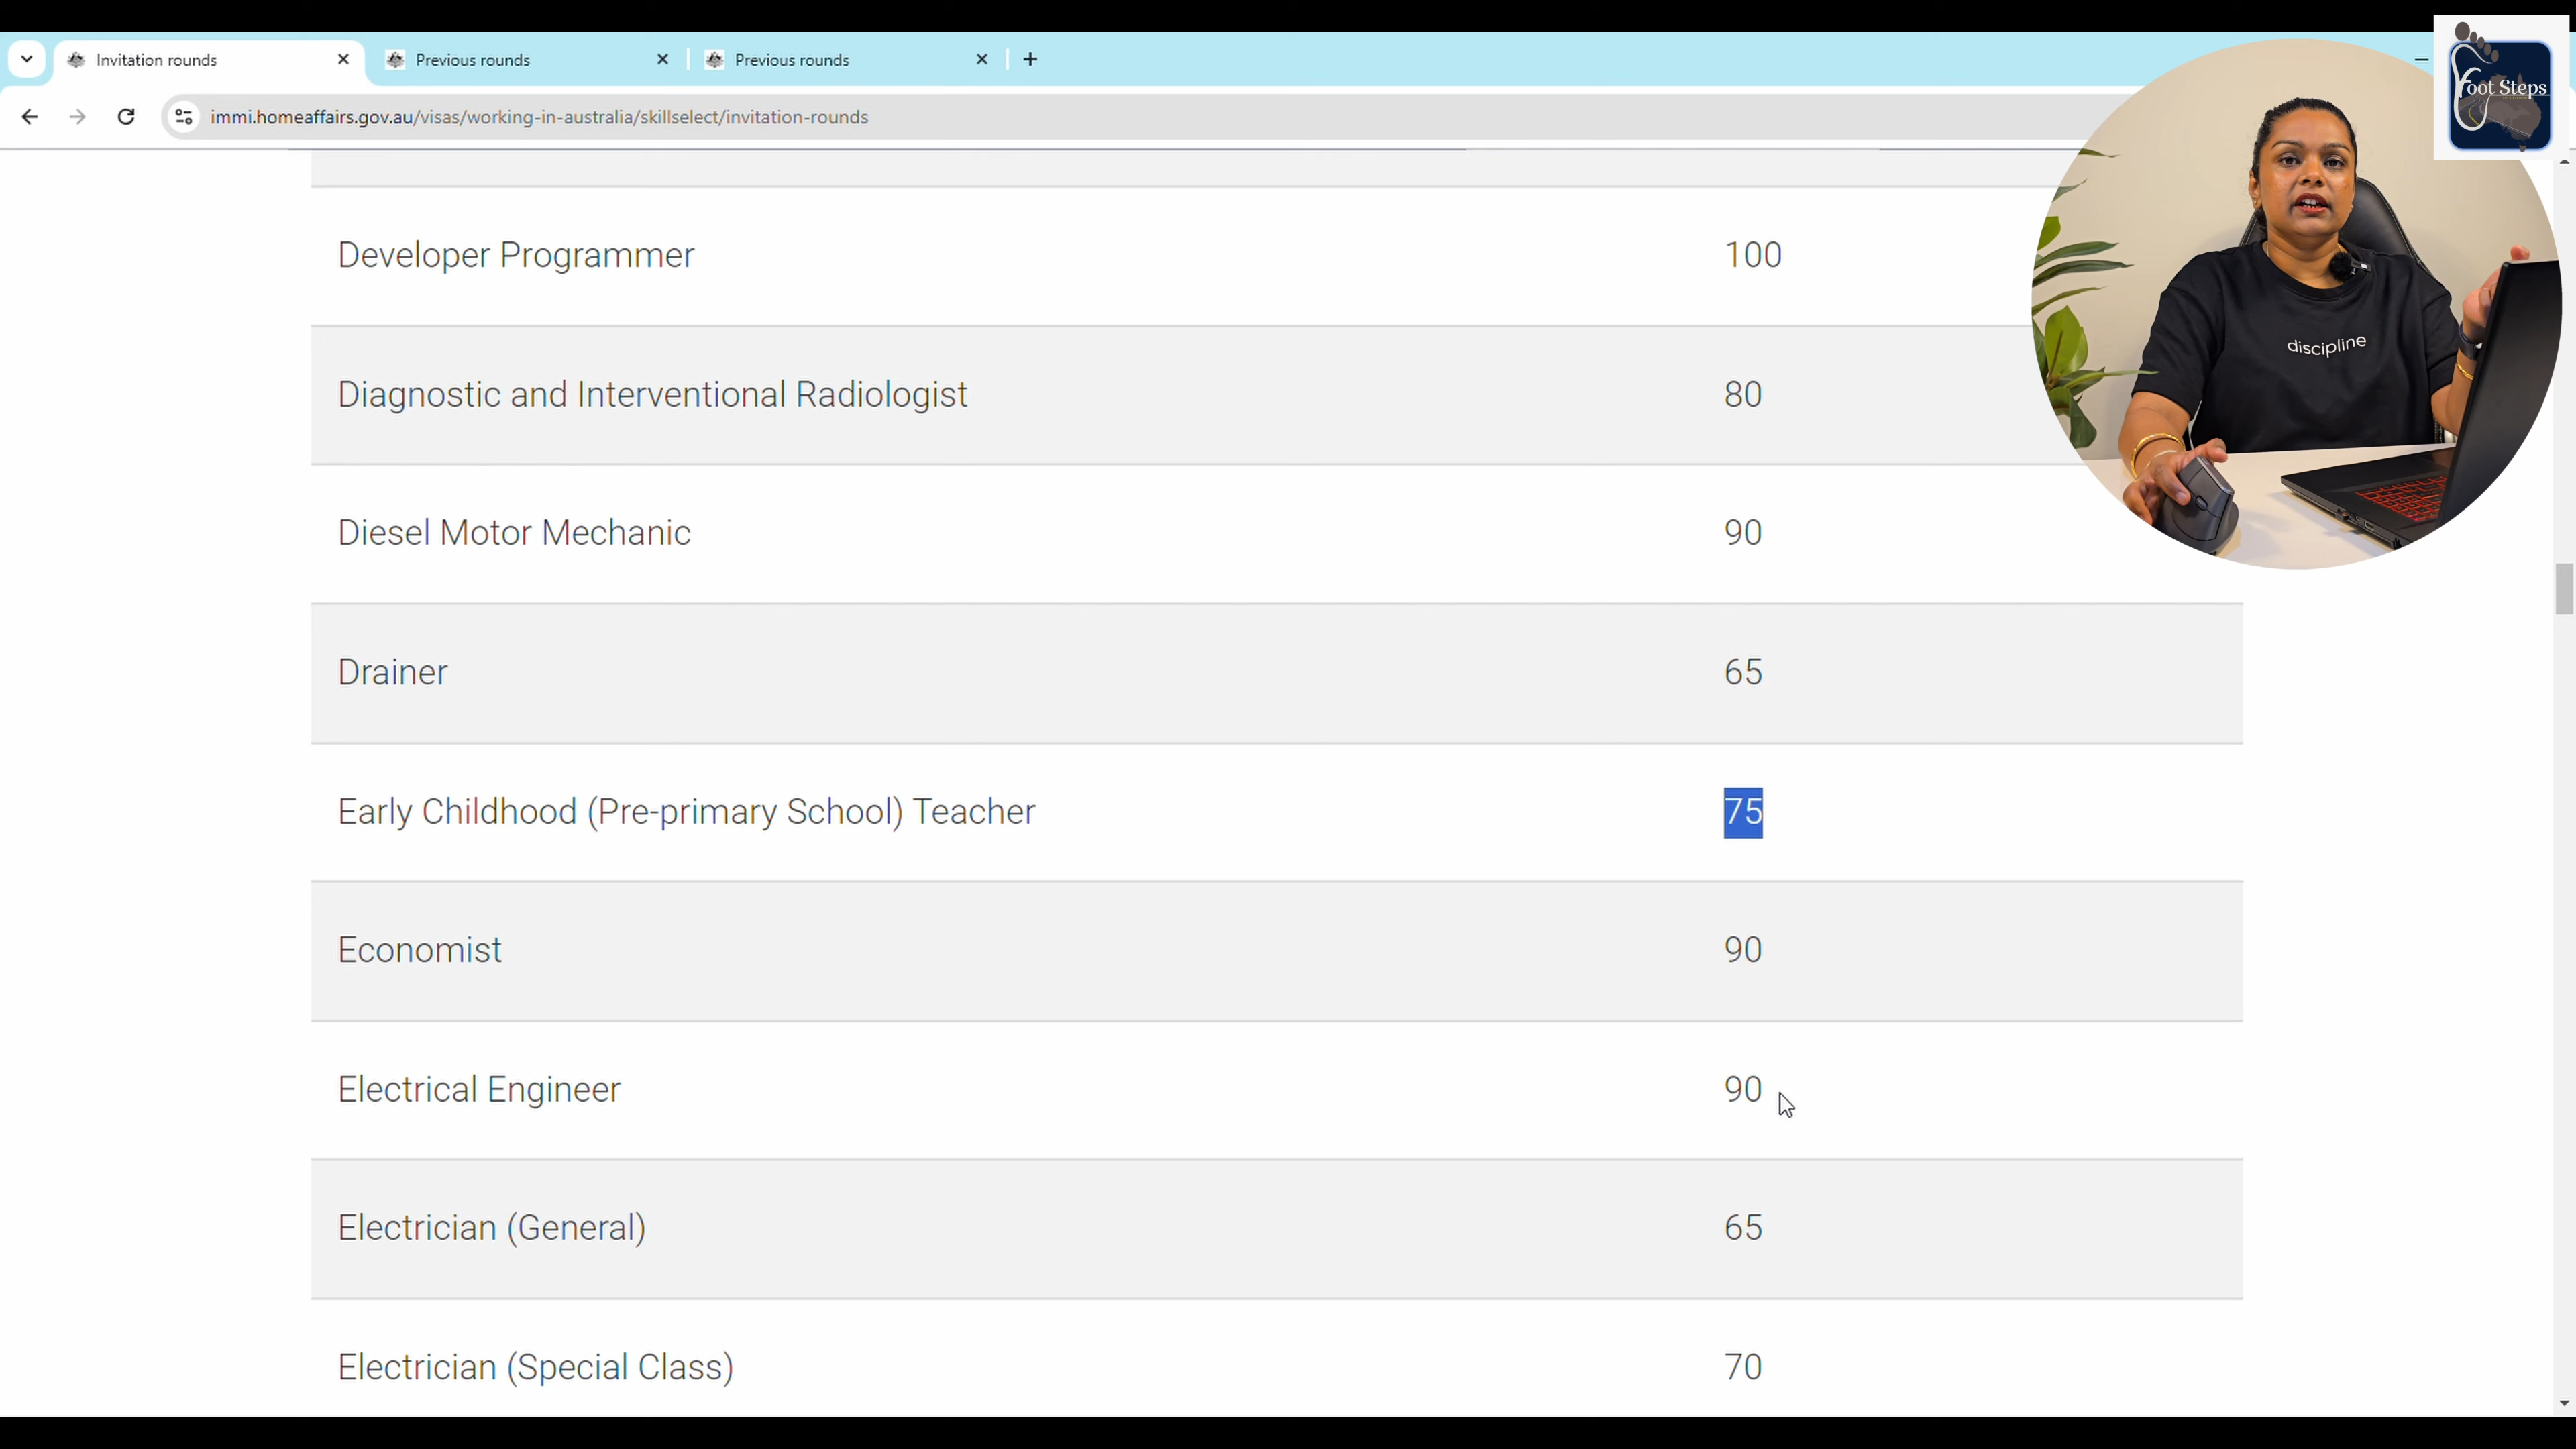 Invitation rounds
Previous rounds
Previous rounds
immi.homeaffairs.gov.au/visas/working-in-australia/skillselect/invitation-rounds
Foot Steps
discipline
Developer Programmer 100
Diagnostic and Interventional Radiologist 80
Diesel Motor Mechanic 90
Drainer 65
Early Childhood (Pre-primary School) Teacher 75
Economist 90
Electrical Engineer 90
Electrician (General) 65
Electrician (Special Class) 70